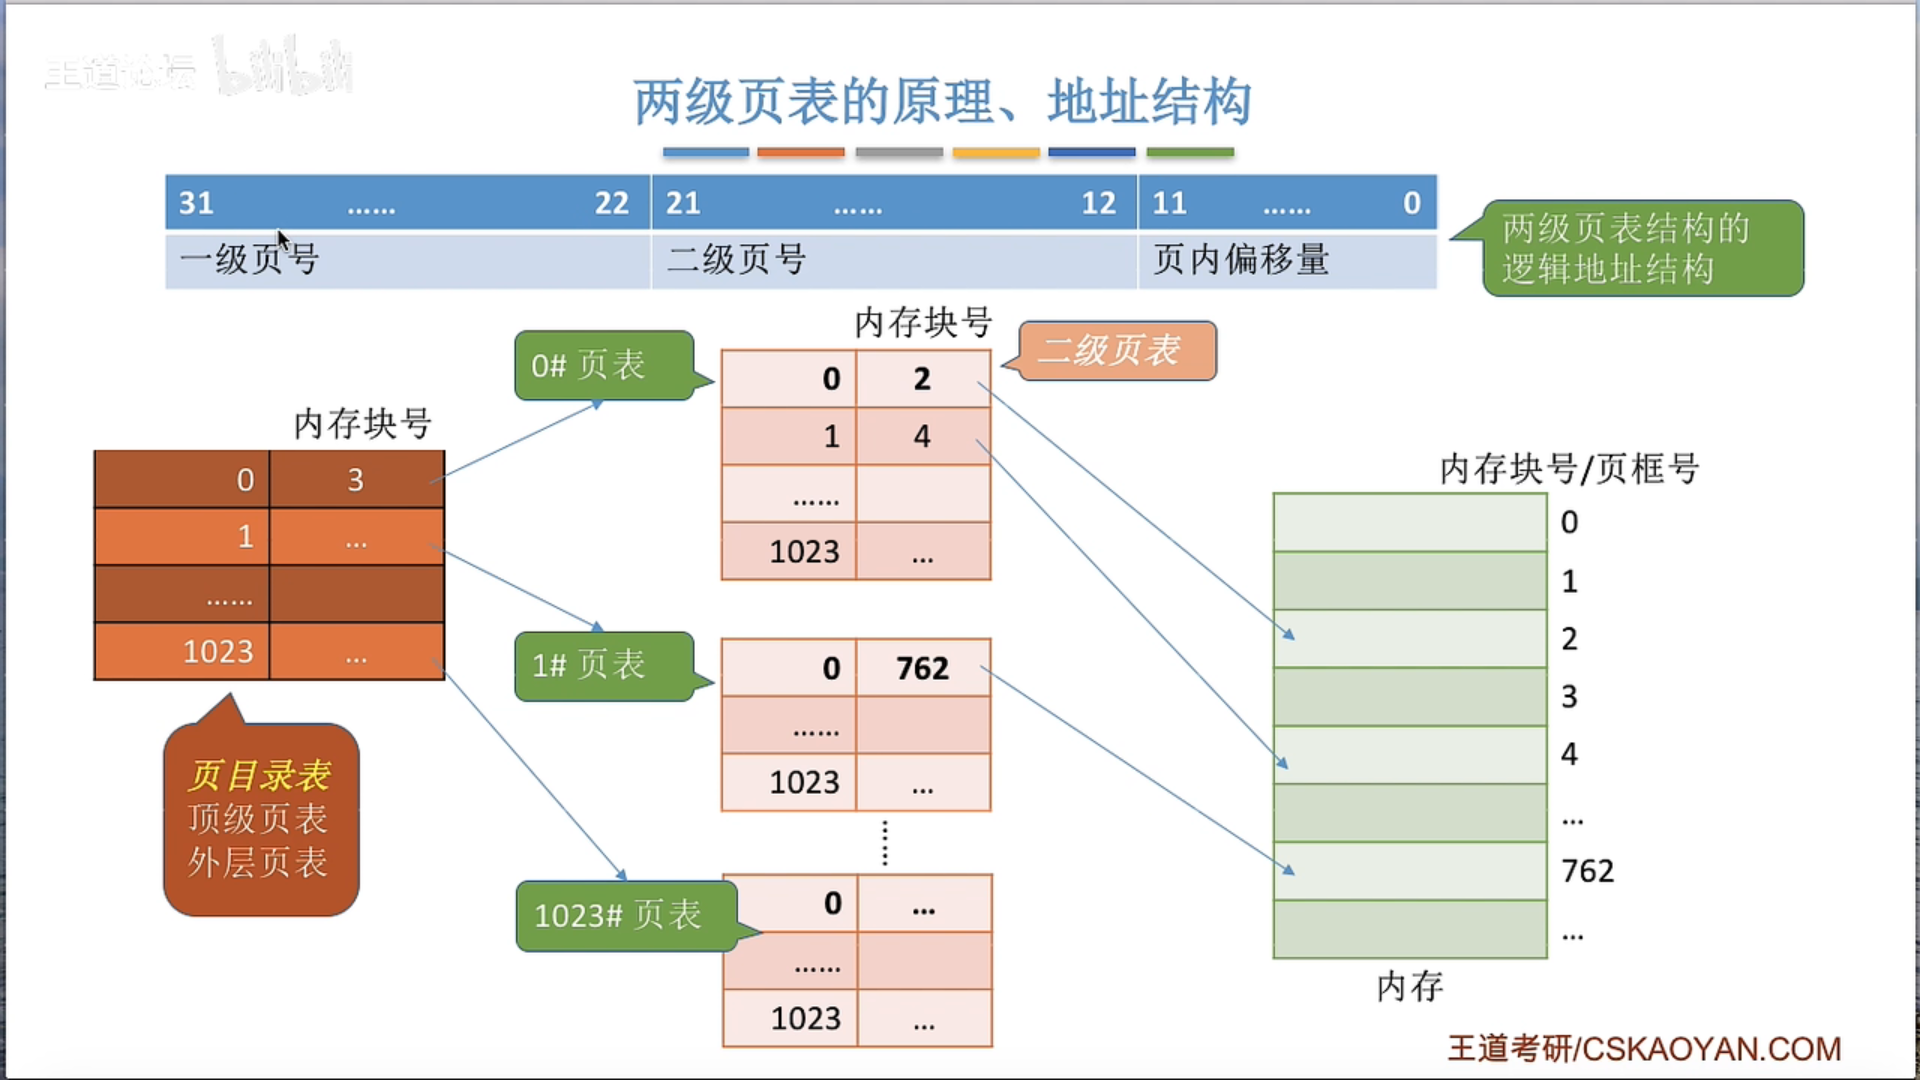 王道论坛 bilibili
两级页表的原理、地址结构
31 …… 22 21 …… 12 11 …… 0
一级页号 二级页号 页内偏移量
两级页表结构的
逻辑地址结构
内存块号
0 3
1 ...
……
1023 ...
页目录表
顶级页表
外层页表
0# 页表
内存块号
二级页表
0 2
1 4
……
1023 ...
1# 页表
0 762
……
1023 ...
……
1023# 页表
0 ...
……
1023 ...
内存块号/页框号
0
1
2
3
4
...
762
...
内存
王道考研/CSKAOYAN.COM